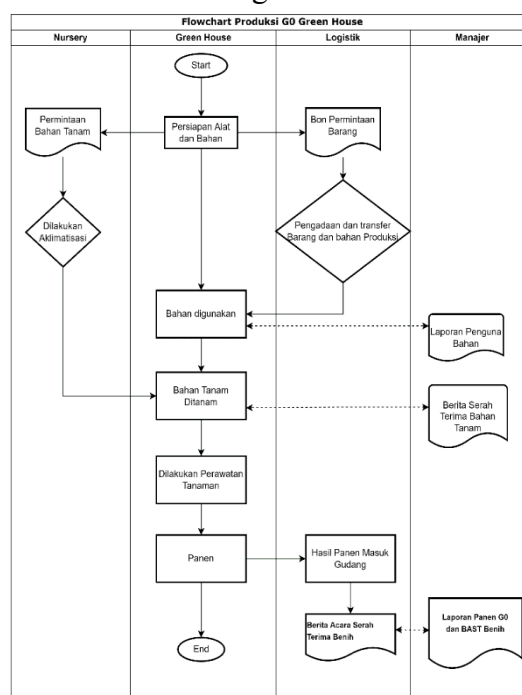 Flowchart Produksi G0 Green House
Nursery
Green House
Logistik
Manajer
Start
Permintaan
Bahan Tanam
Persiapan Alat
dan Bahan
Bon Permintaan
Barang
Dilakukan
Aklimatisasi
Pengadaan dan transfer
Barang dan bahan Produksi
Bahan digunakan
Laporan Penguna
Bahan
Bahan Tanam
Ditanam
Berita Serah
Terima Bahan
Tanam
Dilakukan Perawatan
Tanaman
Panen
Hasil Panen Masuk
Gudang
Berita Acara Serah
Terima Benih
Laporan Panen G0
dan BAST Benih
End